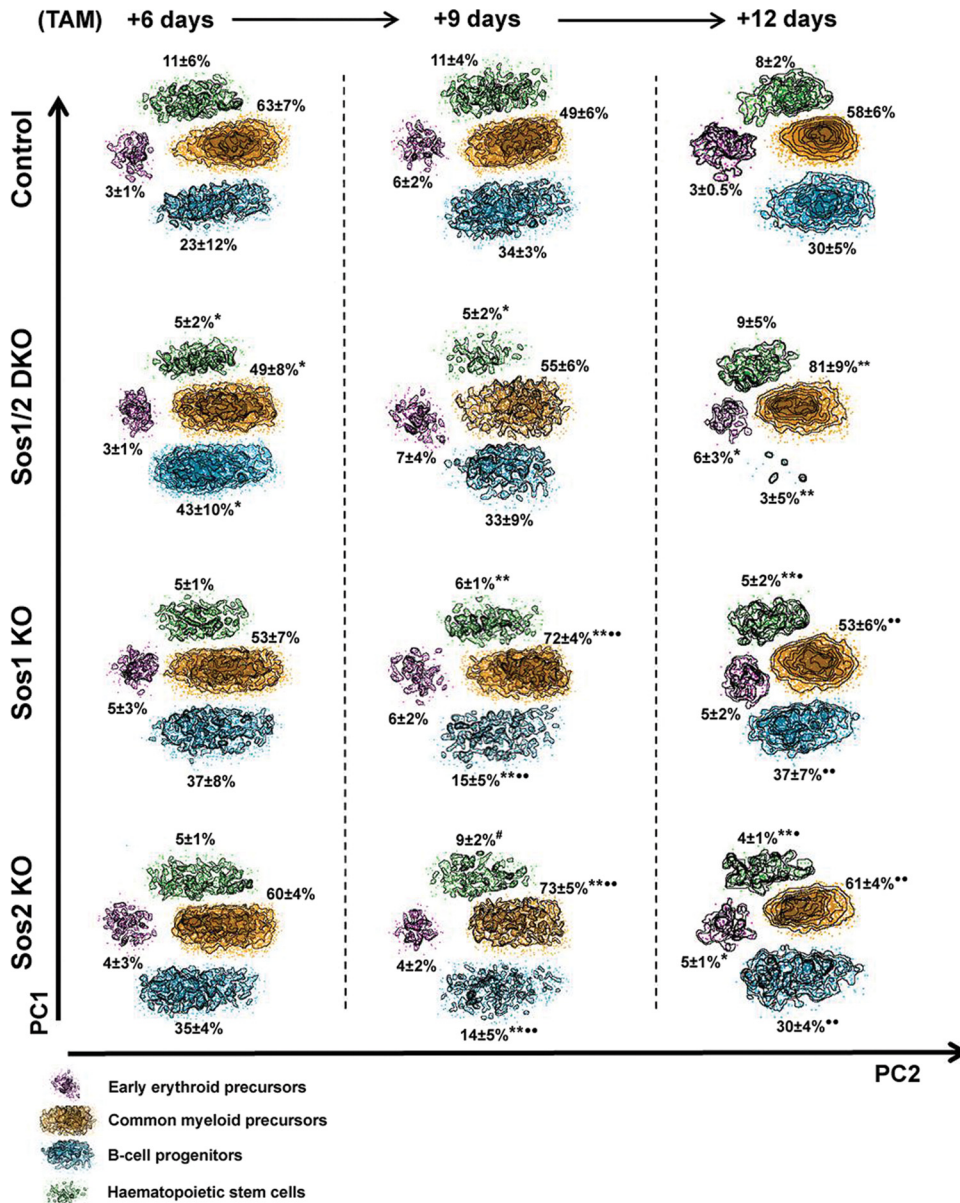 (TAM) +6 days +9 days +12 days
Control
11±6% 11±4% 8±2%
63±7% 49±6% 58±6%
3±1% 6±2% 3±0.5%
23±12% 34±3% 30±5%
Sos1/2 DKO
5±2%* 5±2%* 9±5%
49±8%* 55±6% 81±9%**
3±1% 7±4% 6±3%*
43±10%* 33±9% 3±5%**
Sos1 KO
5±1% 6±1%** 5±2%**•
53±7% 72±4%**•• 53±6%••
5±3% 6±2% 5±2%
37±8% 15±5%**•• 37±7%••
Sos2 KO
5±1% 9±2%# 4±1%**•
60±4% 73±5%**•• 61±4%••
4±3% 4±2% 5±1%*
35±4% 14±5%**•• 30±4%••
PC1
PC2
Early erythroid precursors
Common myeloid precursors
B-cell progenitors
Haematopoietic stem cells